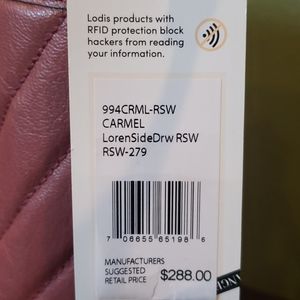 Lodis products with
RFID protection block
hackers from reading
your information.
994CRML-RSW
CARMEL
LorenSideDrw RSW
RSW-279
7 06655 65198 6
MANUFACTURERS
SUGGESTED
RETAIL PRICE
$288.00